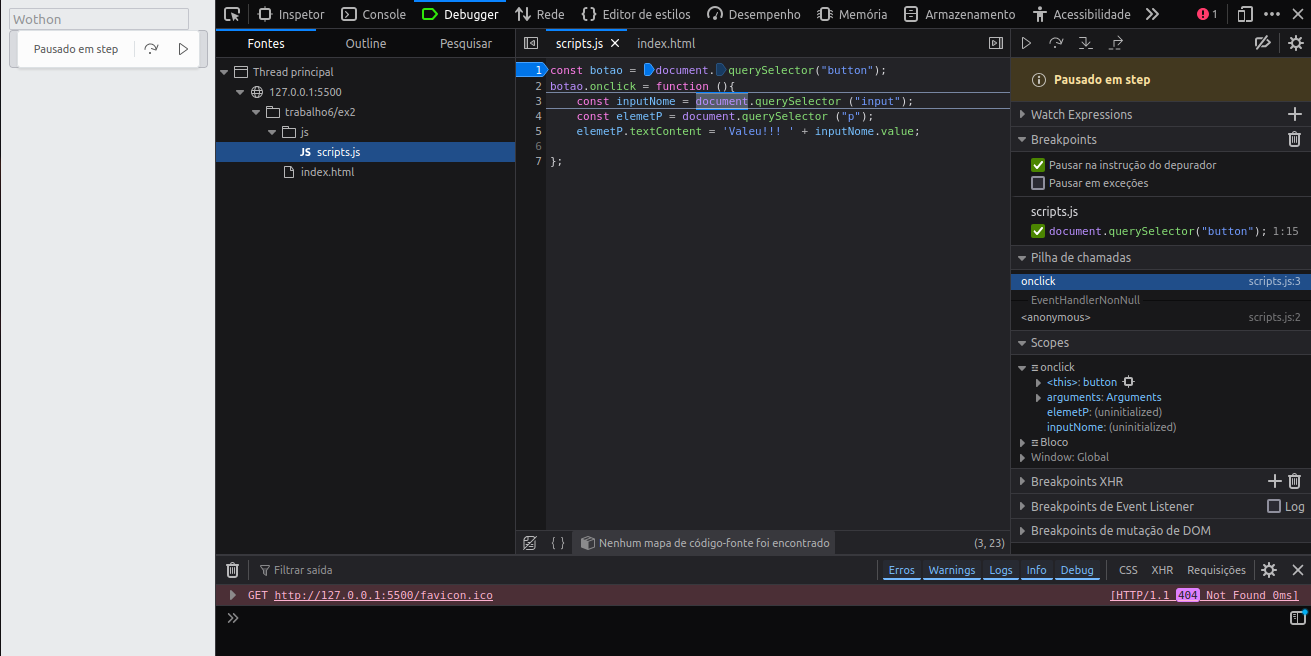 Wothon
Pausado em step
Inspetor Console Debugger Rede Editor de estilos Desempenho Memória Armazenamento Acessibilidade 1
Fontes Outline Pesquisar
Thread principal
127.0.0.1:5500
trabalho6/ex2
js
JS scripts.js
index.html
scripts.js index.html
1 const botao = document.querySelector("button");
2 botao.onclick = function (){
3 const inputNome = document.querySelector ("input");
4 const elemetP = document.querySelector ("p");
5 elemetP.textContent = 'Valeu!!! ' + inputNome.value;
6
7 };
{ } Nenhum mapa de código-fonte foi encontrado (3, 23)
Pausado em step
Watch Expressions
Breakpoints
Pausar na instrução do depurador
Pausar em exceções
scripts.js
document.querySelector("button"); 1:15
Pilha de chamadas
onclick scripts.js:3
EventHandlerNonNull
<anonymous> scripts.js:2
Scopes
onclick
<this>: button
arguments: Arguments
elemetP: (uninitialized)
inputNome: (uninitialized)
Bloco
Window: Global
Breakpoints XHR
Breakpoints de Event Listener Log
Breakpoints de mutação de DOM
Filtrar saída Erros Warnings Logs Info Debug CSS XHR Requisições
GET http://127.0.0.1:5500/favicon.ico [HTTP/1.1 404 Not Found 0ms]